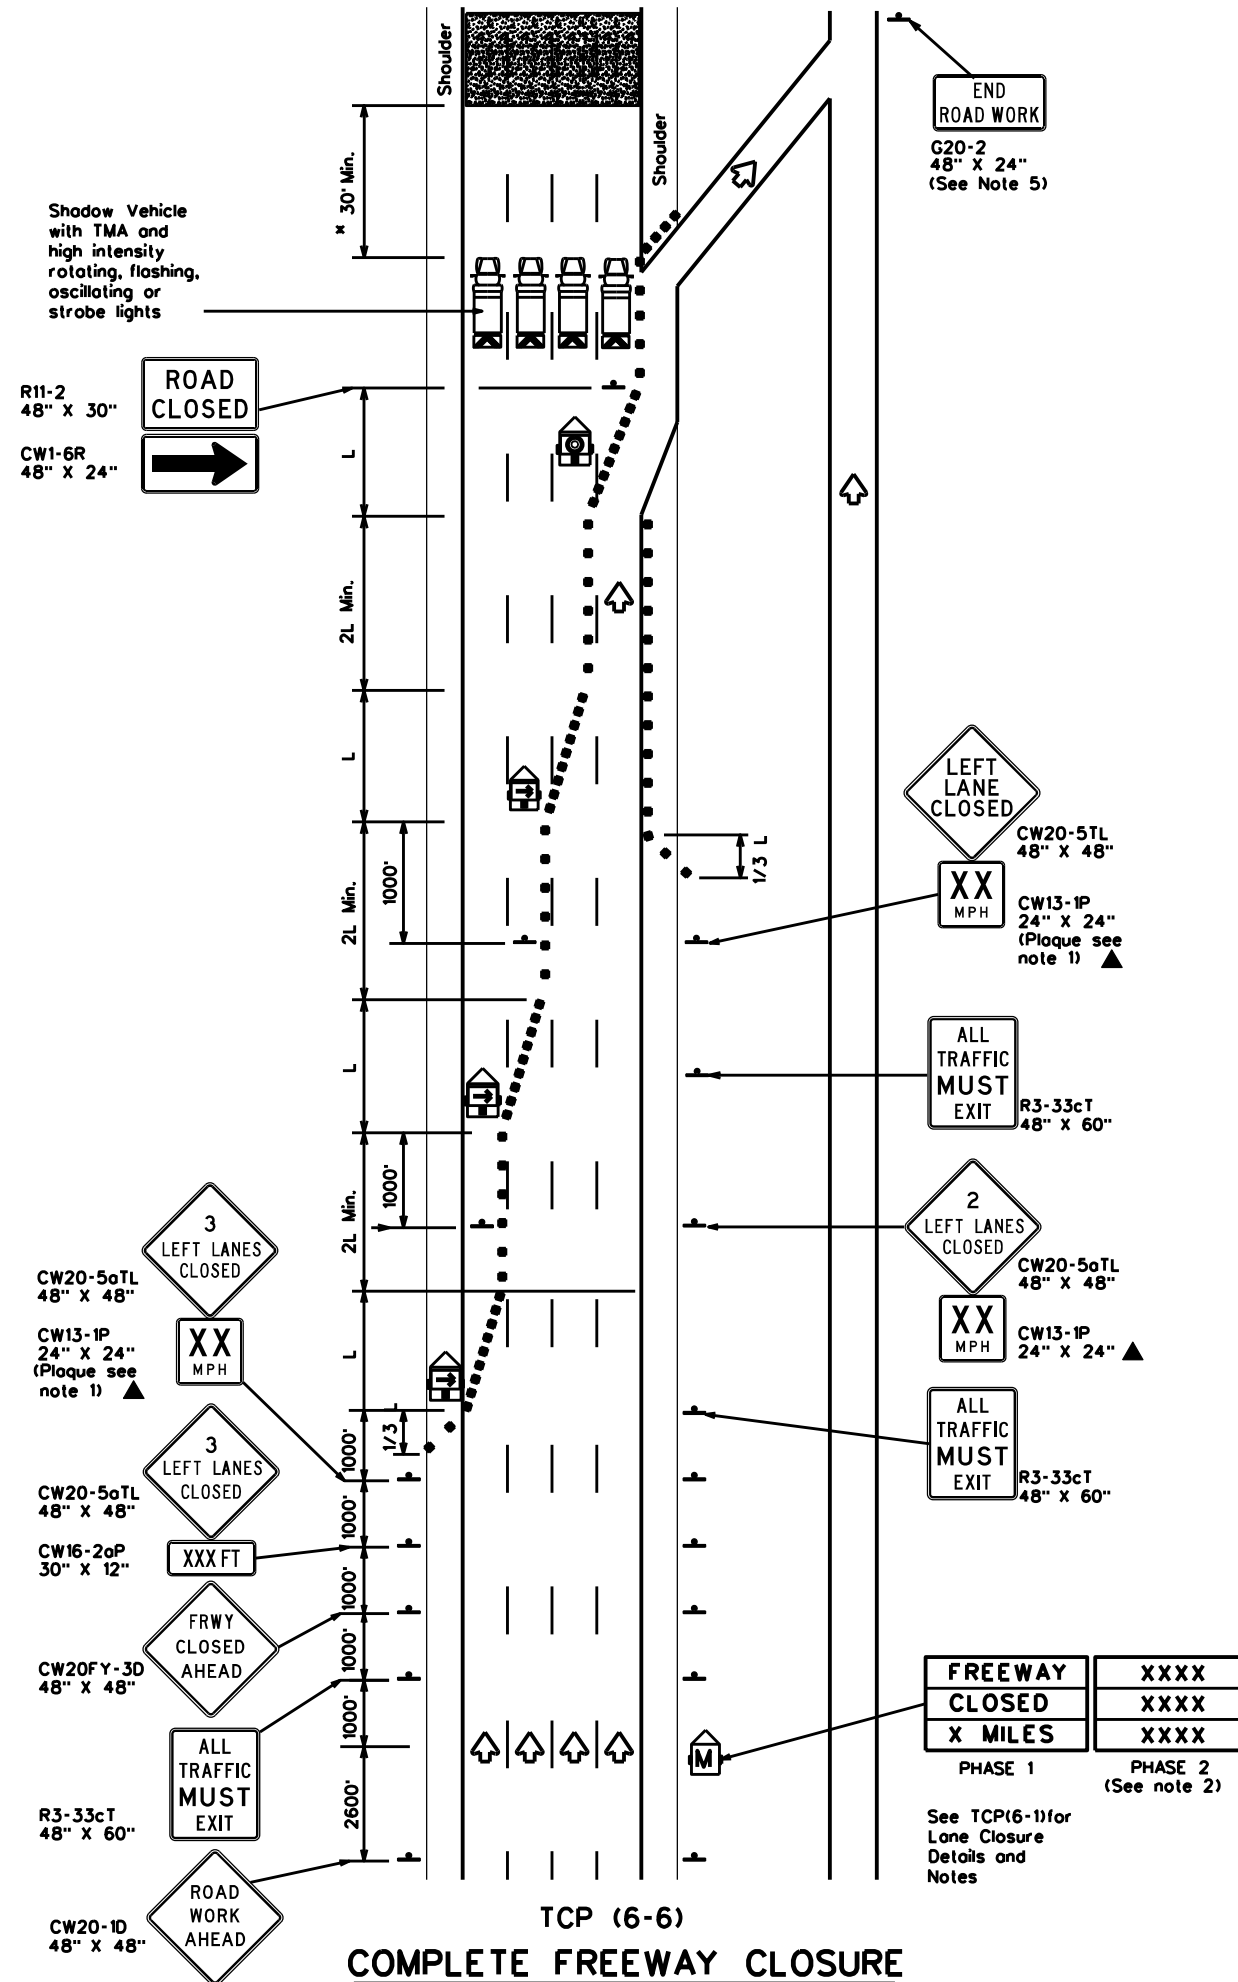 Shoulder
END
ROAD WORK
G20-2
48" X 24"
(See Note 5)
Shoulder
× 30' Min.
Shadow Vehicle
with TMA and
high intensity
rotating, flashing,
oscillating or
strobe lights
ROAD
CLOSED
R11-2
48" X 30"
CW1-6R
48" X 24"
L
2L Min.
L
LEFT
LANE
CLOSED
CW20-5TL
48" X 48"
XX
MPH
CW13-1P
24" X 24"
(Plaque see
note 1) ▲
1/3 L
1000'
2L Min.
ALL
TRAFFIC
MUST
EXIT
R3-33cT
48" X 60"
L
1000'
2L Min.
2
LEFT LANES
CLOSED
CW20-5aTL
48" X 48"
XX
MPH
CW13-1P
24" X 24" ▲
3
LEFT LANES
CLOSED
CW20-5aTL
48" X 48"
XX
MPH
CW13-1P
24" X 24"
(Plaque see
note 1) ▲
L
ALL
TRAFFIC
MUST
EXIT
R3-33cT
48" X 60"
1/3 L
1000'
3
LEFT LANES
CLOSED
CW20-5aTL
48" X 48"
XXX FT
CW16-2aP
30" X 12"
1000'
1000'
FRWY
CLOSED
AHEAD
CW20FY-3D
48" X 48"
1000'
1000'
ALL
TRAFFIC
MUST
EXIT
R3-33cT
48" X 60"
M
FREEWAY XXXX
CLOSED XXXX
X MILES XXXX
PHASE 1 PHASE 2
(See note 2)
2600'
See TCP(6-1)for
Lane Closure
Details and
Notes
ROAD
WORK
AHEAD
CW20-1D
48" X 48"
TCP (6-6)
COMPLETE FREEWAY CLOSURE